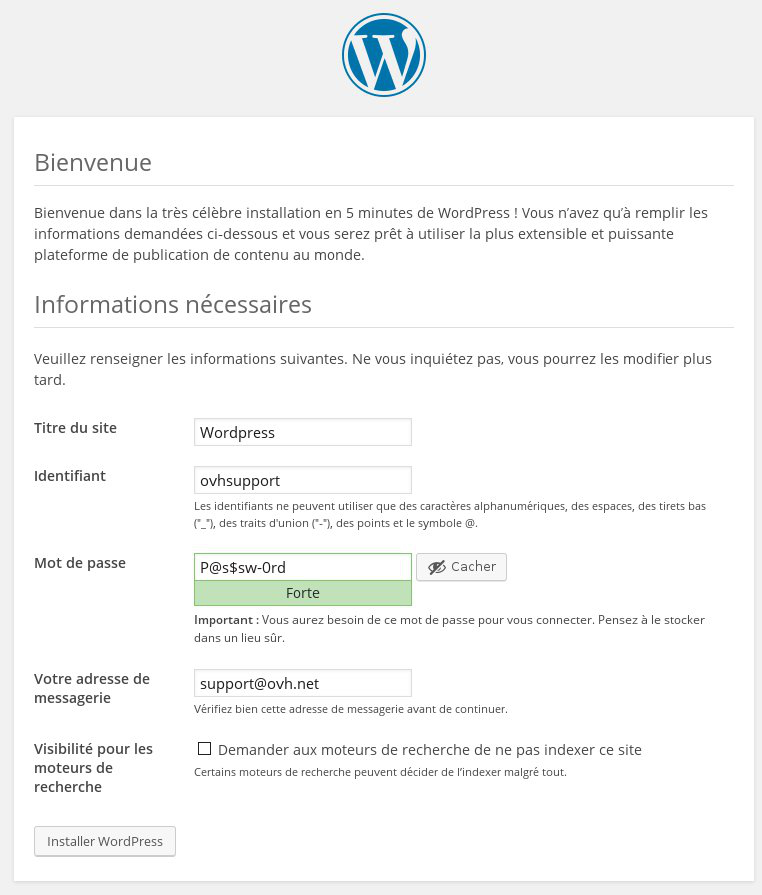 Bienvenue
Bienvenue dans la très célèbre installation en 5 minutes de WordPress ! Vous n’avez qu’à remplir les
informations demandées ci-dessous et vous serez prêt à utiliser la plus extensible et puissante
plateforme de publication de contenu au monde.
Informations nécessaires
Veuillez renseigner les informations suivantes. Ne vous inquiétez pas, vous pourrez les modifier plus
tard.
Titre du site
Wordpress
Identifiant
ovhsupport
Les identifiants ne peuvent utiliser que des caractères alphanumériques, des espaces, des tirets bas
("_"), des traits d'union ("-"), des points et le symbole @.
Mot de passe
P@s$sw-0rd
Cacher
Forte
Important : Vous aurez besoin de ce mot de passe pour vous connecter. Pensez à le stocker
dans un lieu sûr.
Votre adresse de
messagerie
support@ovh.net
Vérifiez bien cette adresse de messagerie avant de continuer.
Visibilité pour les
moteurs de
recherche
Demander aux moteurs de recherche de ne pas indexer ce site
Certains moteurs de recherche peuvent décider de l’indexer malgré tout.
Installer WordPress